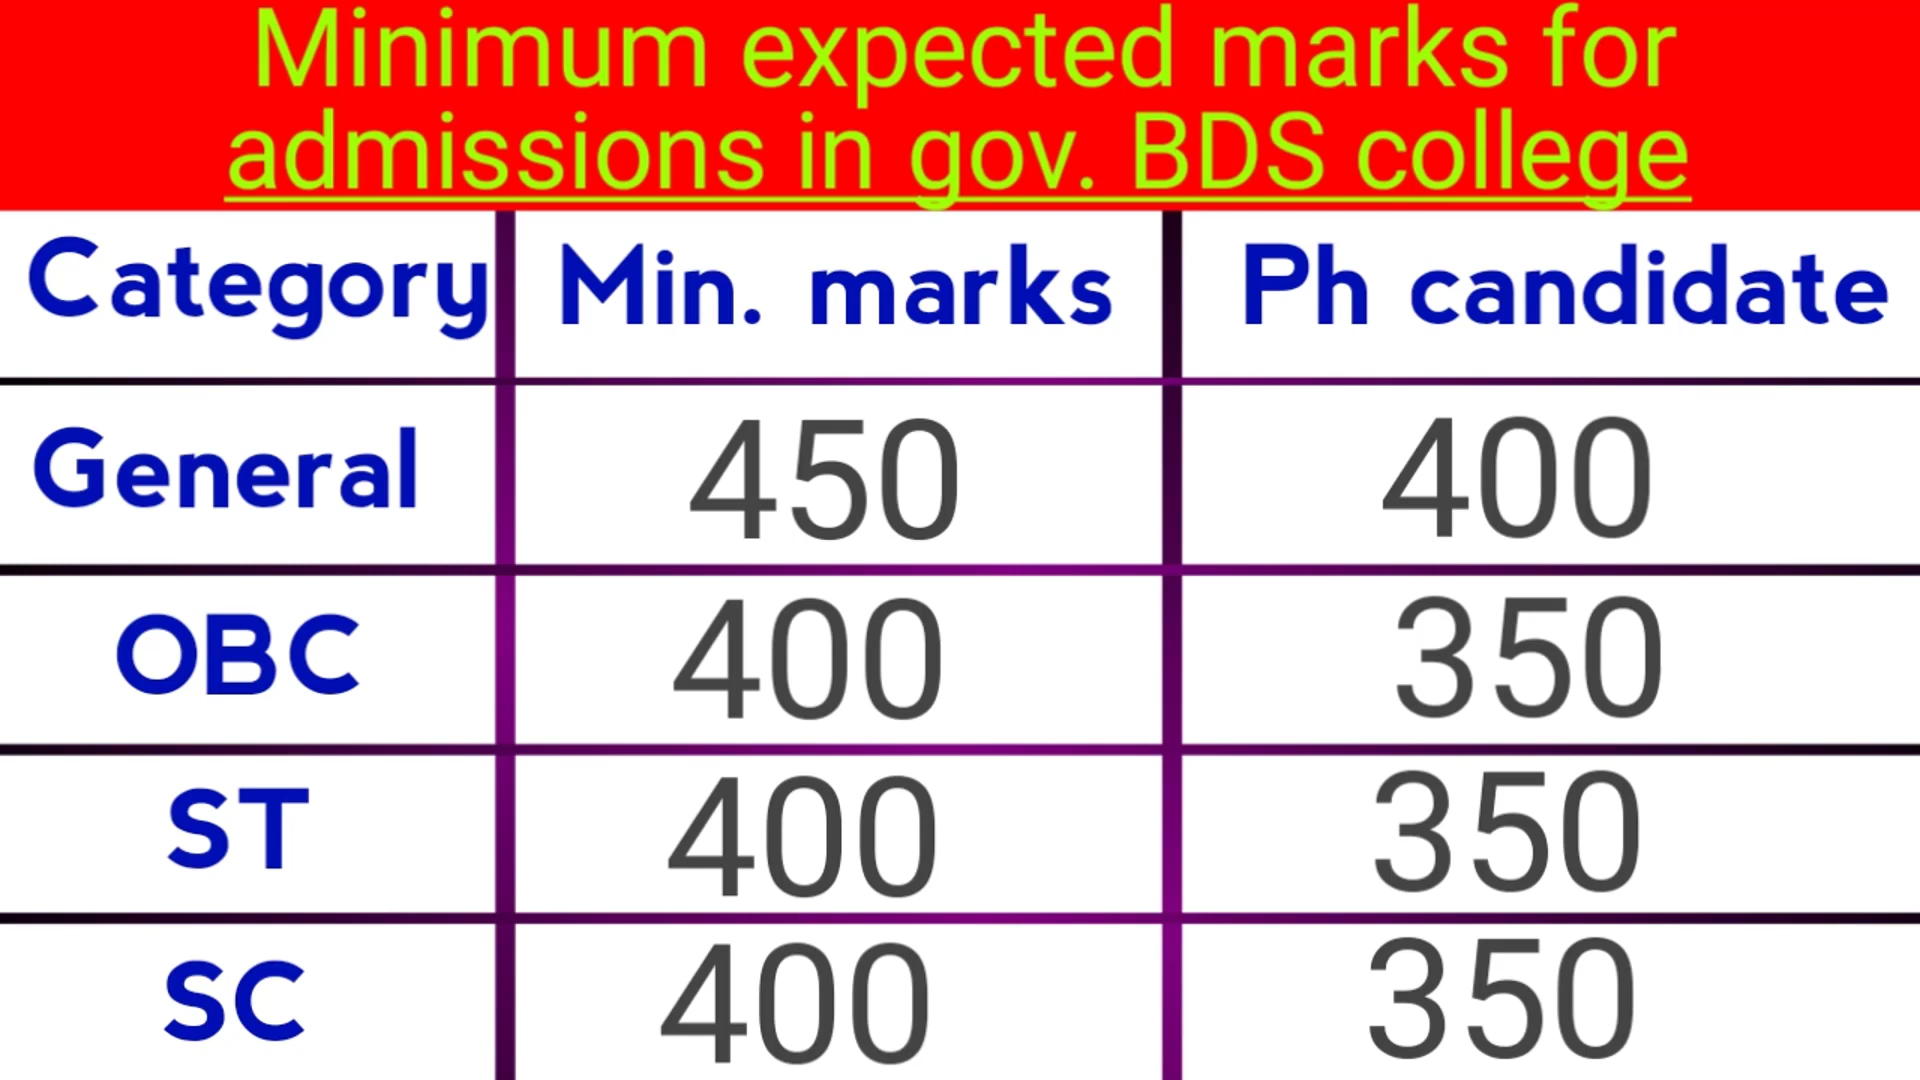 Minimum expected marks for
admissions in gov. BDS college
Category Min. marks Ph candidate
General 450 400
OBC 400 350
ST 400 350
SC 400 350